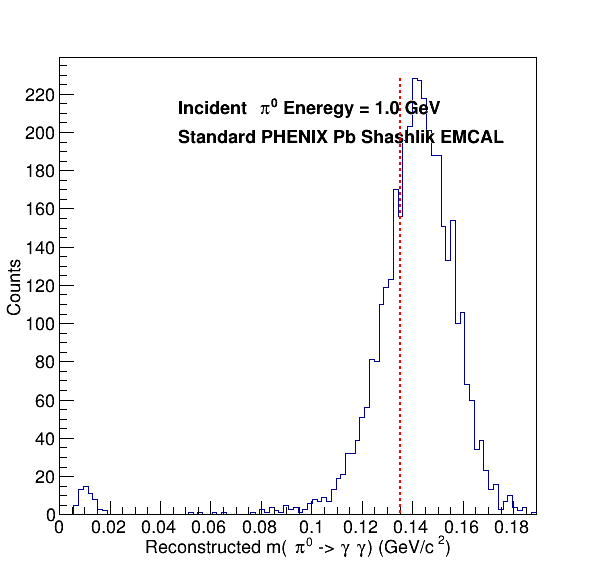 Incident π⁰ Eneregy = 1.0 GeV
Standard PHENIX Pb Shashlik EMCAL
220
200
180
160
140
120
100
80
60
40
20
0
Counts
0 0.02 0.04 0.06 0.08 0.1 0.12 0.14 0.16 0.18
Reconstructed m( π⁰ -> γ γ) (GeV/c²)